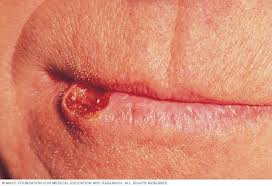 © MAYO FOUNDATION FOR MEDICAL EDUCATION AND RESEARCH. ALL RIGHTS RESERVED.